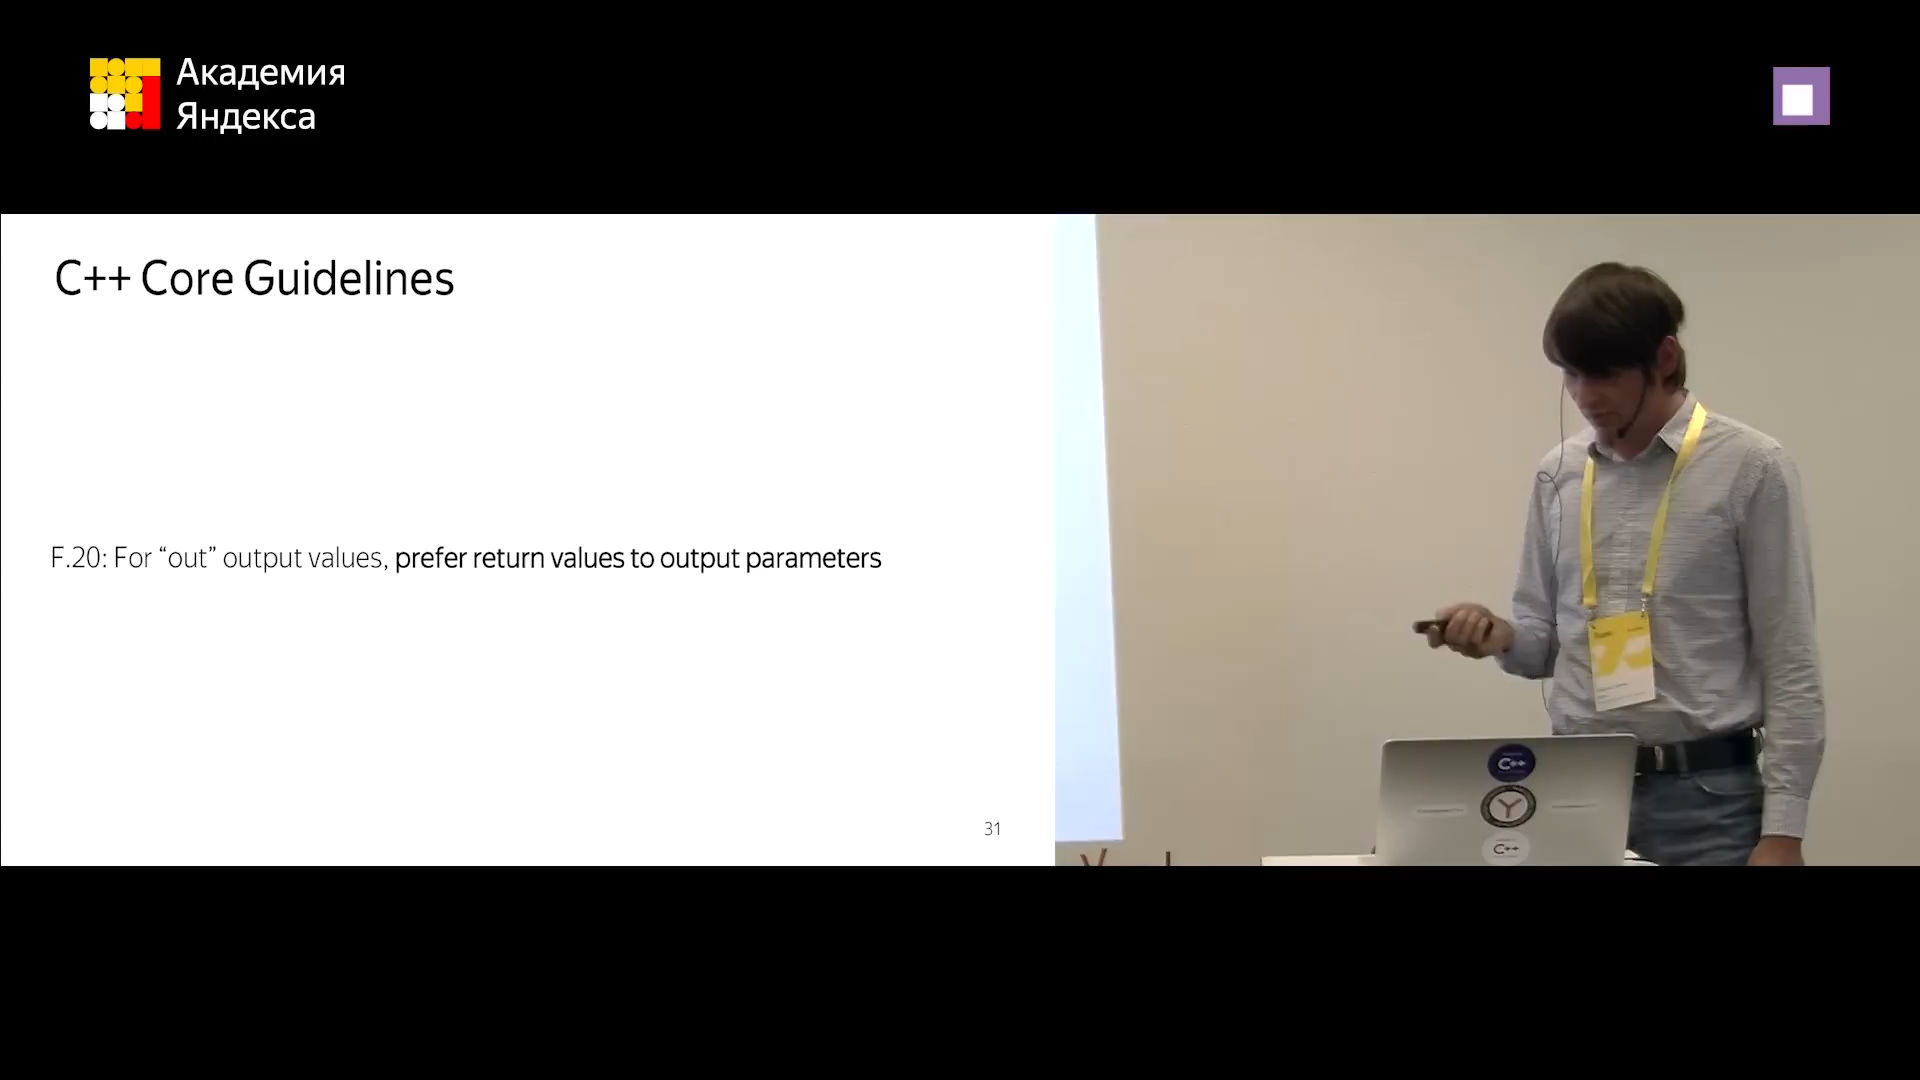 Академия
Яндекса
C++ Core Guidelines
F.20: For “out” output values, prefer return values to output parameters
31
C++
Y
C++